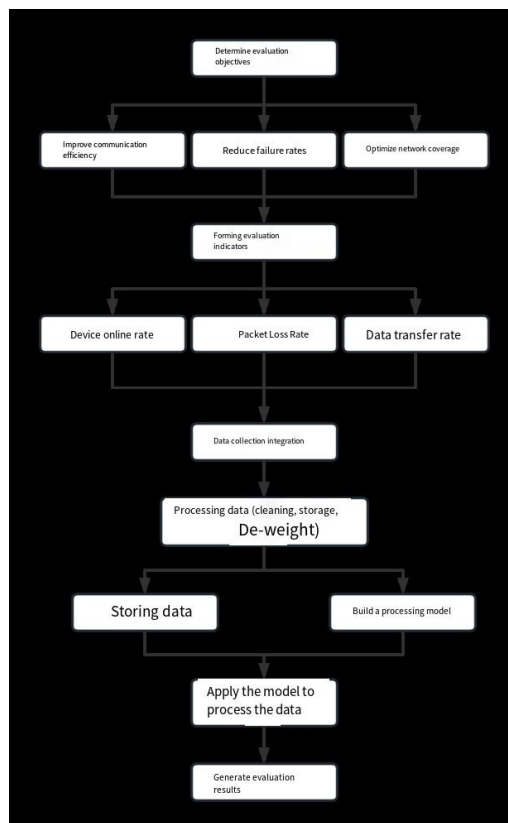 Determine evaluation
objectives
Improve communication
efficiency
Reduce failure rates
Optimize network coverage
Forming evaluation
indicators
Device online rate
Packet Loss Rate
Data transfer rate
Data collection integration
Processing data (cleaning, storage,
De-weight)
Storing data
Build a processing model
Apply the model to
process the data
Generate evaluation
results